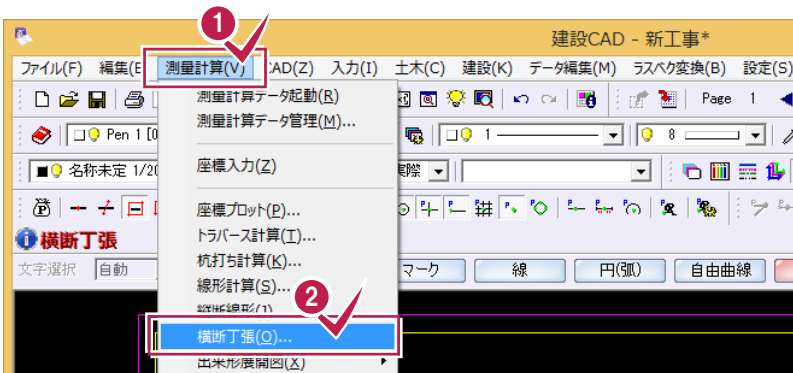 1
建設CAD - 新工事*
ファイル(F) 編集(E 測量計算(V) CAD(Z) 入力(I) 土木(C) 建設(K) データ編集(M) ラスベク変換(B) 設定(S)
測量計算データ起動(R)
Page 1
測量計算データ管理(M)...
Pen 1 [0
1
8
座標入力(Z)
名称未定 1/20
実際
座標プロット(P)...
トラバース計算(T)...
横断丁張
杭打ち計算(K)...
文字選択 自動
マーク 線 円(弧) 自由曲線
線形計算(S)...
2
縦断線形(J)...
横断丁張(O)...
出来形展開図(X)